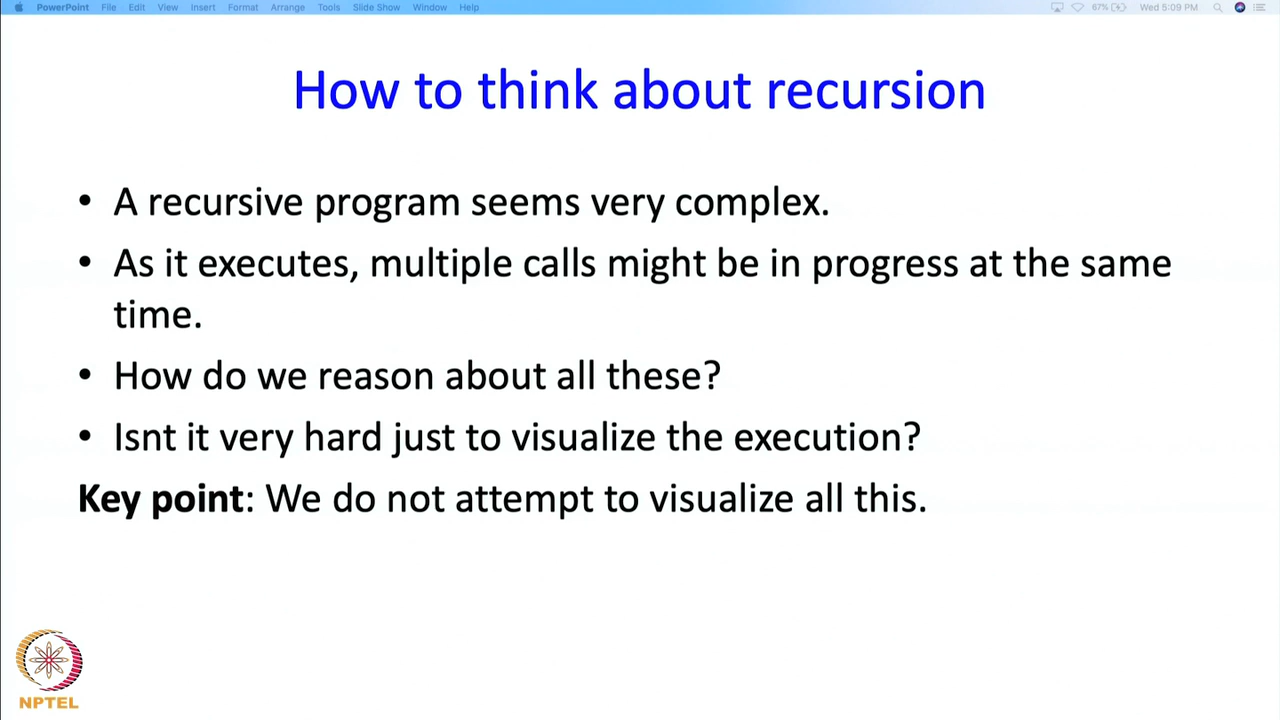 PowerPoint File Edit View Insert Format Arrange Tools Slide Show Window Help 67% Wed 5:09 PM
How to think about recursion
• A recursive program seems very complex.
• As it executes, multiple calls might be in progress at the same
time.
• How do we reason about all these?
• Isnt it very hard just to visualize the execution?
Key point: We do not attempt to visualize all this.
NPTEL